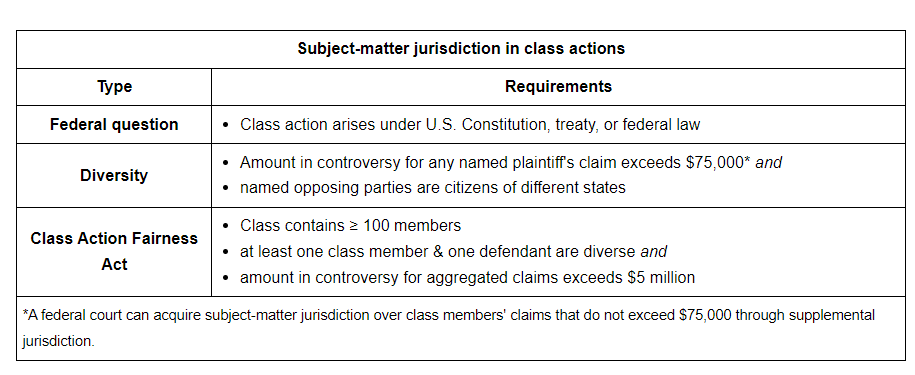 Subject-matter jurisdiction in class actions
Type
Requirements
Federal question
• Class action arises under U.S. Constitution, treaty, or federal law
Diversity
• Amount in controversy for any named plaintiff's claim exceeds $75,000* and
• named opposing parties are citizens of different states
Class Action Fairness
Act
• Class contains ≥ 100 members
• at least one class member & one defendant are diverse and
• amount in controversy for aggregated claims exceeds $5 million
*A federal court can acquire subject-matter jurisdiction over class members' claims that do not exceed $75,000 through supplemental
jurisdiction.